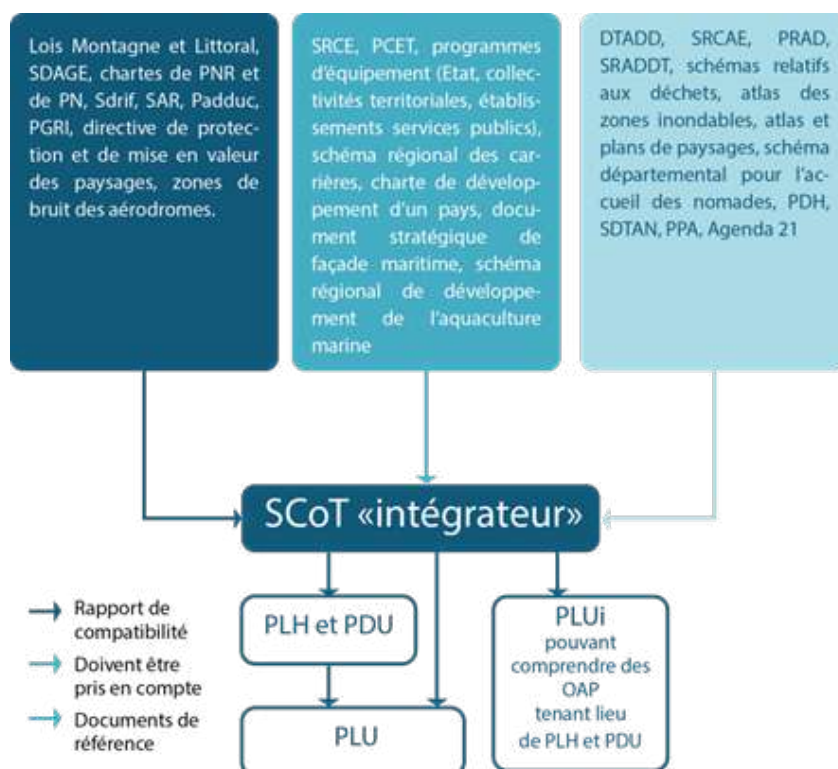 Lois Montagne et Littoral,
SDAGE, chartes de PNR et
de PN, Sdrif, SAR, Padduc,
PGRI, directive de protec-
tion et de mise en valeur
des paysages, zones de
bruit des aérodromes.
SRCE, PCET, programmes
d'équipement (Etat, collec-
tivités territoriales, établis-
sements services publics),
schéma régional des car-
rières, charte de dévelop-
pement d'un pays, docu-
ment stratégique de
façade maritime, schéma
régional de développe-
ment de l'aquaculture
marine
DTADD, SRCAE, PRAD,
SRADDT, schémas relatifs
aux déchets, atlas des
zones inondables, atlas et
plans de paysages, schéma
départemental pour l'ac-
cueil des nomades, PDH,
SDTAN, PPA, Agenda 21
SCoT «intégrateur»
Rapport de
compatibilité
Doivent être
pris en compte
Documents de
référence
PLH et PDU
PLU
PLUi
pouvant
comprendre des
OAP
tenant lieu
de PLH et PDU